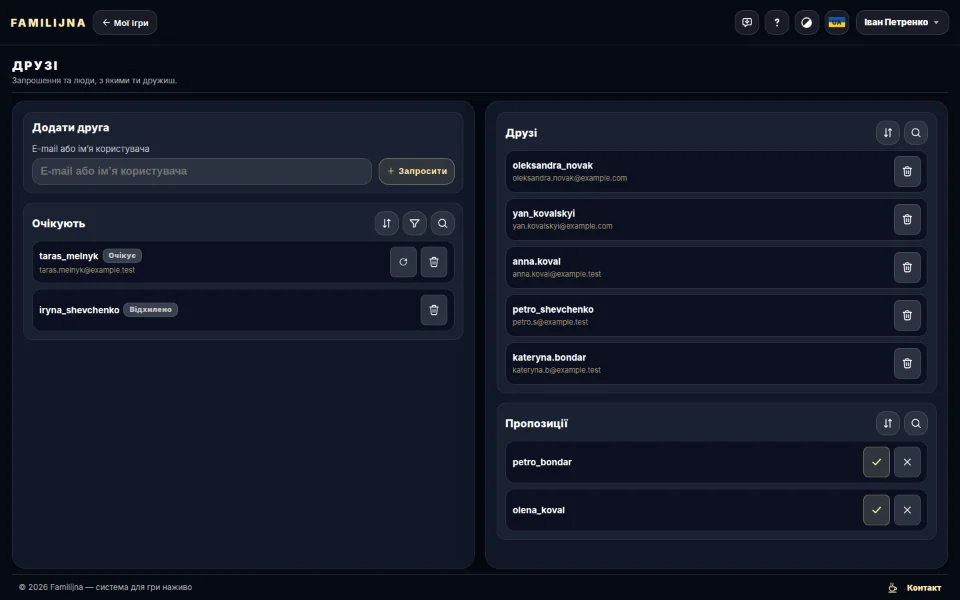 FAMILIJNA
← Мої ігри
?
UA
Іван Петренко
ДРУЗІ
Запрошення та люди, з якими ти дружиш.
Додати друга
E-mail або ім'я користувача
E-mail або ім'я користувача
+ Запросити
Очікують
taras_melnyk Очікує
taras.melnyk@example.test
iryna_shevchenko Відхилено
Друзі
oleksandra_novak
oleksandra.novak@example.com
yan_kovalskyi
yan.kovalskyi@example.com
anna.koval
anna.koval@example.test
petro_shevchenko
petro.s@example.test
kateryna.bondar
kateryna.b@example.test
Пропозиції
petro_bondar
olena_koval
© 2026 Familijna — система для гри наживо
Контакт